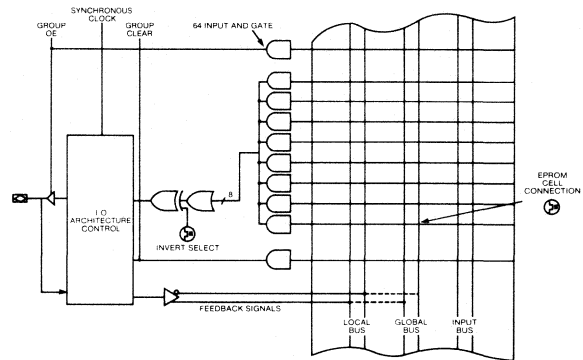 SYNCHRONOUS
CLOCK
GROUP
OE
GROUP
CLEAR
64 INPUT AND GATE
EPROM
CELL
CONNECTION
8
I O
ARCHITECTURE
CONTROL
INVERT SELECT
FEEDBACK SIGNALS
LOCAL
BUS
GLOBAL
BUS
INPUT
BUS